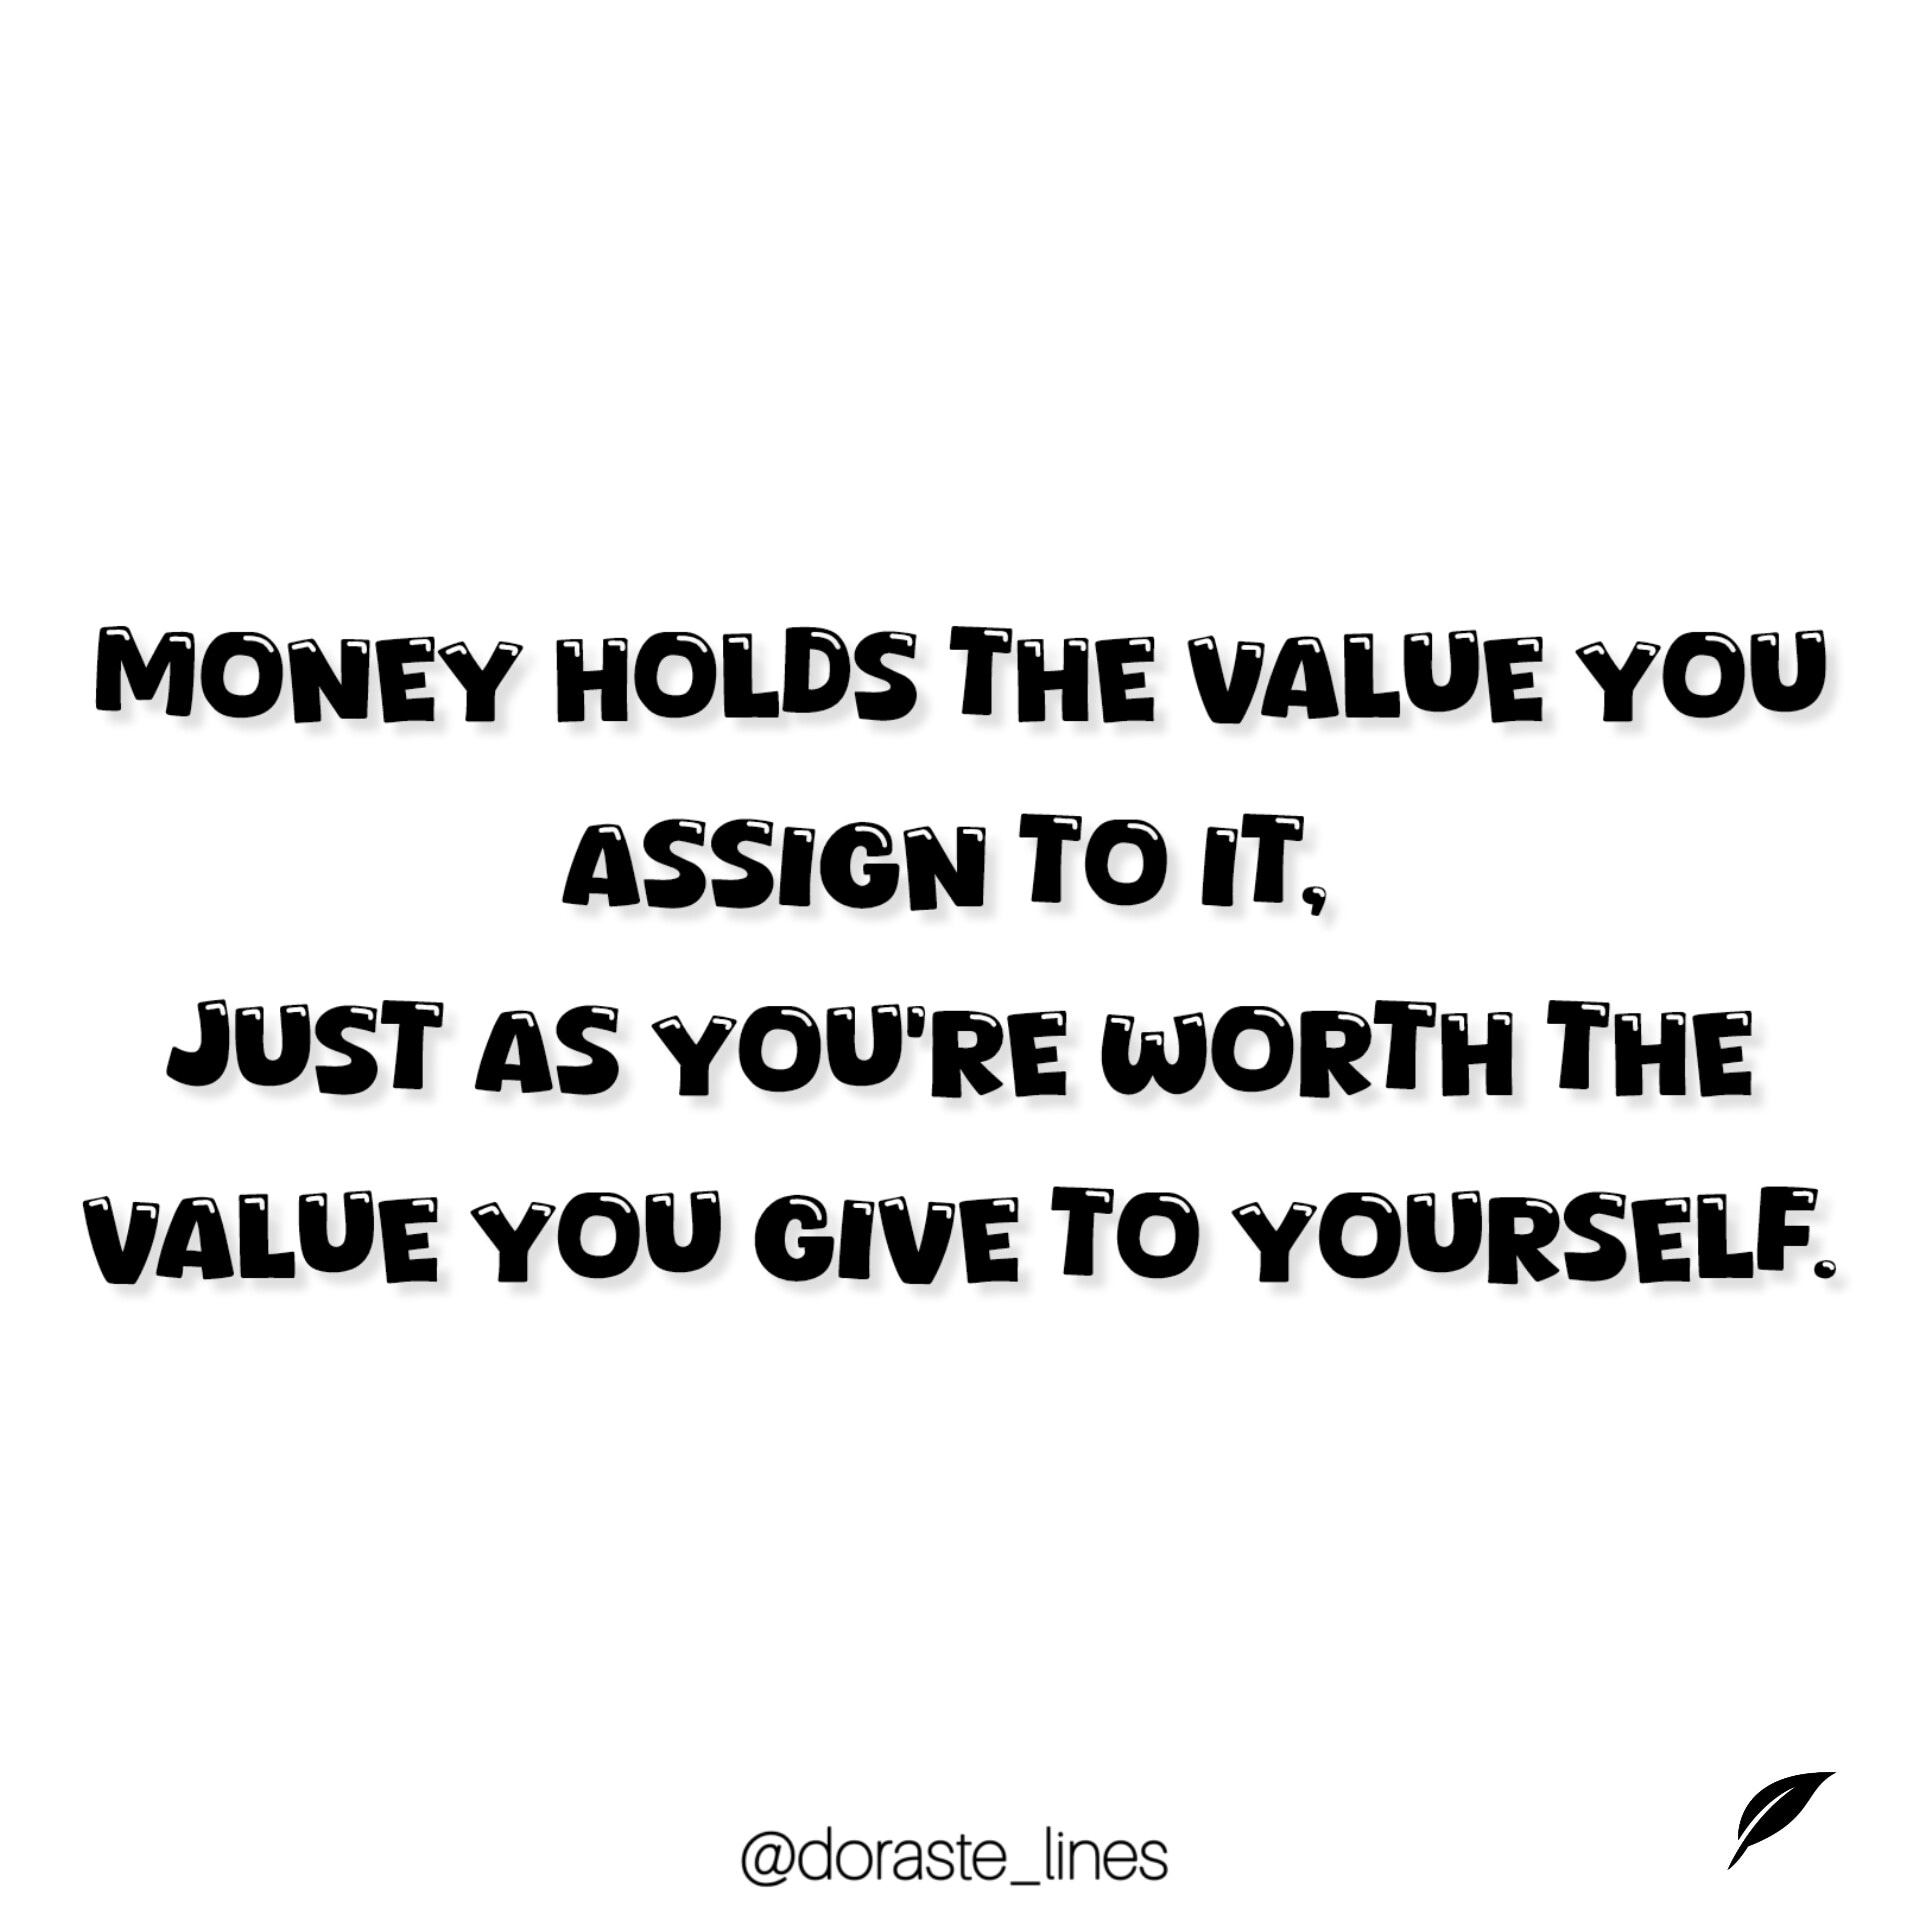 MONEY HOLDS THE VALUE YOU
ASSIGN TO IT,
JUST AS YOU'RE WORTH THE
VALUE YOU GIVE TO YOURSELF.
@doraste_lines